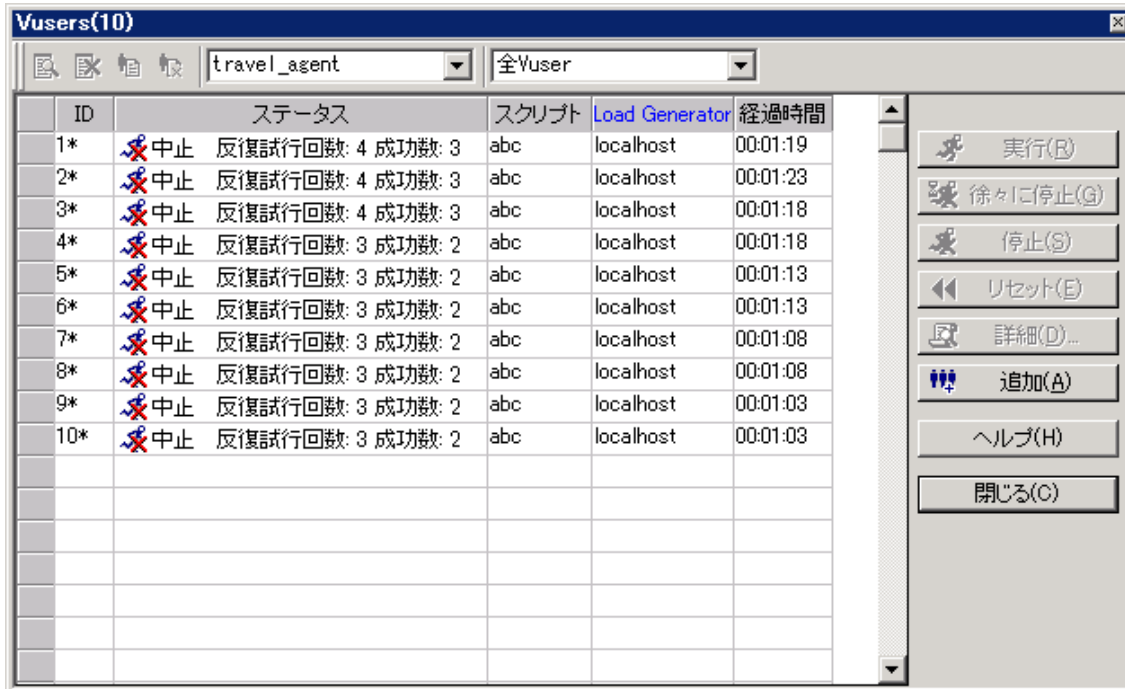 Vusers(10)
travel_agent 全Vuser
ID ステータス スクリプト Load Generator 経過時間
1* 中止 反復試行回数: 4 成功数: 3 abc localhost 00:01:19
2* 中止 反復試行回数: 4 成功数: 3 abc localhost 00:01:23
3* 中止 反復試行回数: 4 成功数: 3 abc localhost 00:01:18
4* 中止 反復試行回数: 3 成功数: 2 abc localhost 00:01:18
5* 中止 反復試行回数: 3 成功数: 2 abc localhost 00:01:13
6* 中止 反復試行回数: 3 成功数: 2 abc localhost 00:01:13
7* 中止 反復試行回数: 3 成功数: 2 abc localhost 00:01:08
8* 中止 反復試行回数: 3 成功数: 2 abc localhost 00:01:08
9* 中止 反復試行回数: 3 成功数: 2 abc localhost 00:01:03
10* 中止 反復試行回数: 3 成功数: 2 abc localhost 00:01:03
実行(R)
徐々に停止(G)
停止(S)
リセット(E)
詳細(D)...
追加(A)
ヘルプ(H)
閉じる(C)